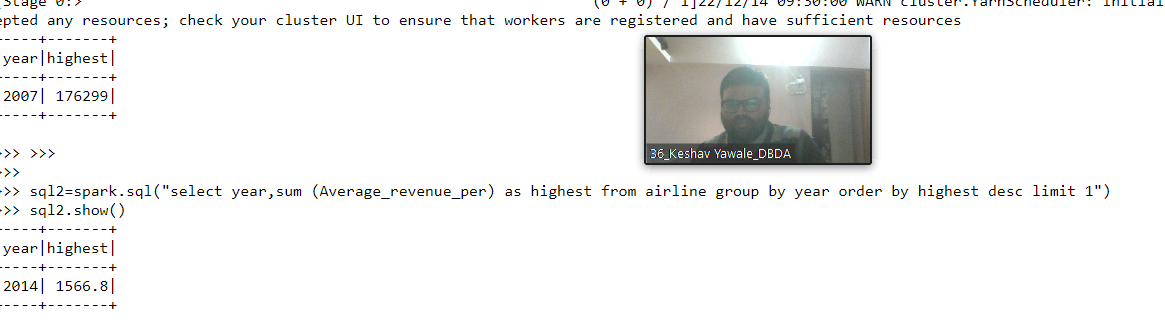 (0 + 0) / 1]22/12/14 09:30:00 WARN cluster.YarnScheduler: Initial
epted any resources; check your cluster UI to ensure that workers are registered and have sufficient resources
-----+-------+
year|highest|
-----+-------+
2007| 176299|
-----+-------+
>> >>>
>>
>> sql2=spark.sql("select year,sum (Average_revenue_per) as highest from airline group by year order by highest desc limit 1")
>> sql2.show()
-----+-------+
year|highest|
-----+-------+
2014| 1566.8|
-----+-------+
36_Keshav Yawale_DBDA